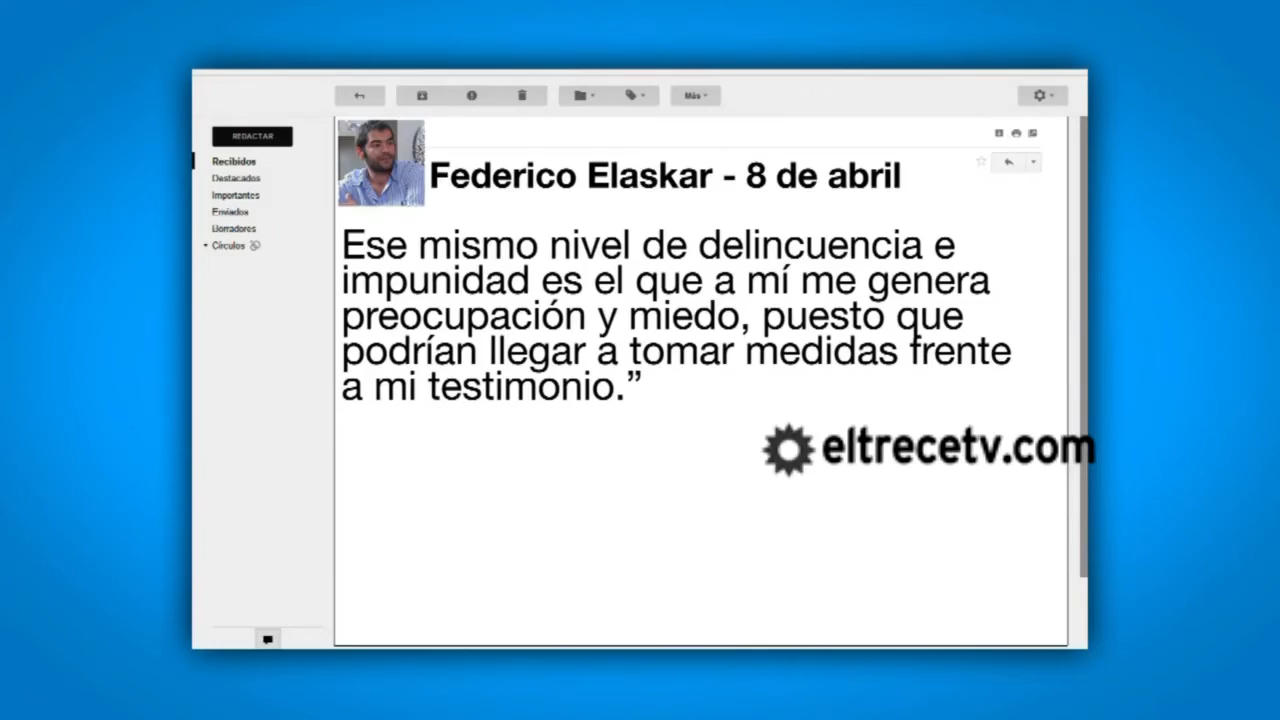 Más
REDACTAR
Recibidos
Destacados
Importantes
Enviados
Borradores
Círculos
Federico Elaskar - 8 de abril
Ese mismo nivel de delincuencia e
impunidad es el que a mí me genera
preocupación y miedo, puesto que
podrían llegar a tomar medidas frente
a mi testimonio.”
eltrecetv.com